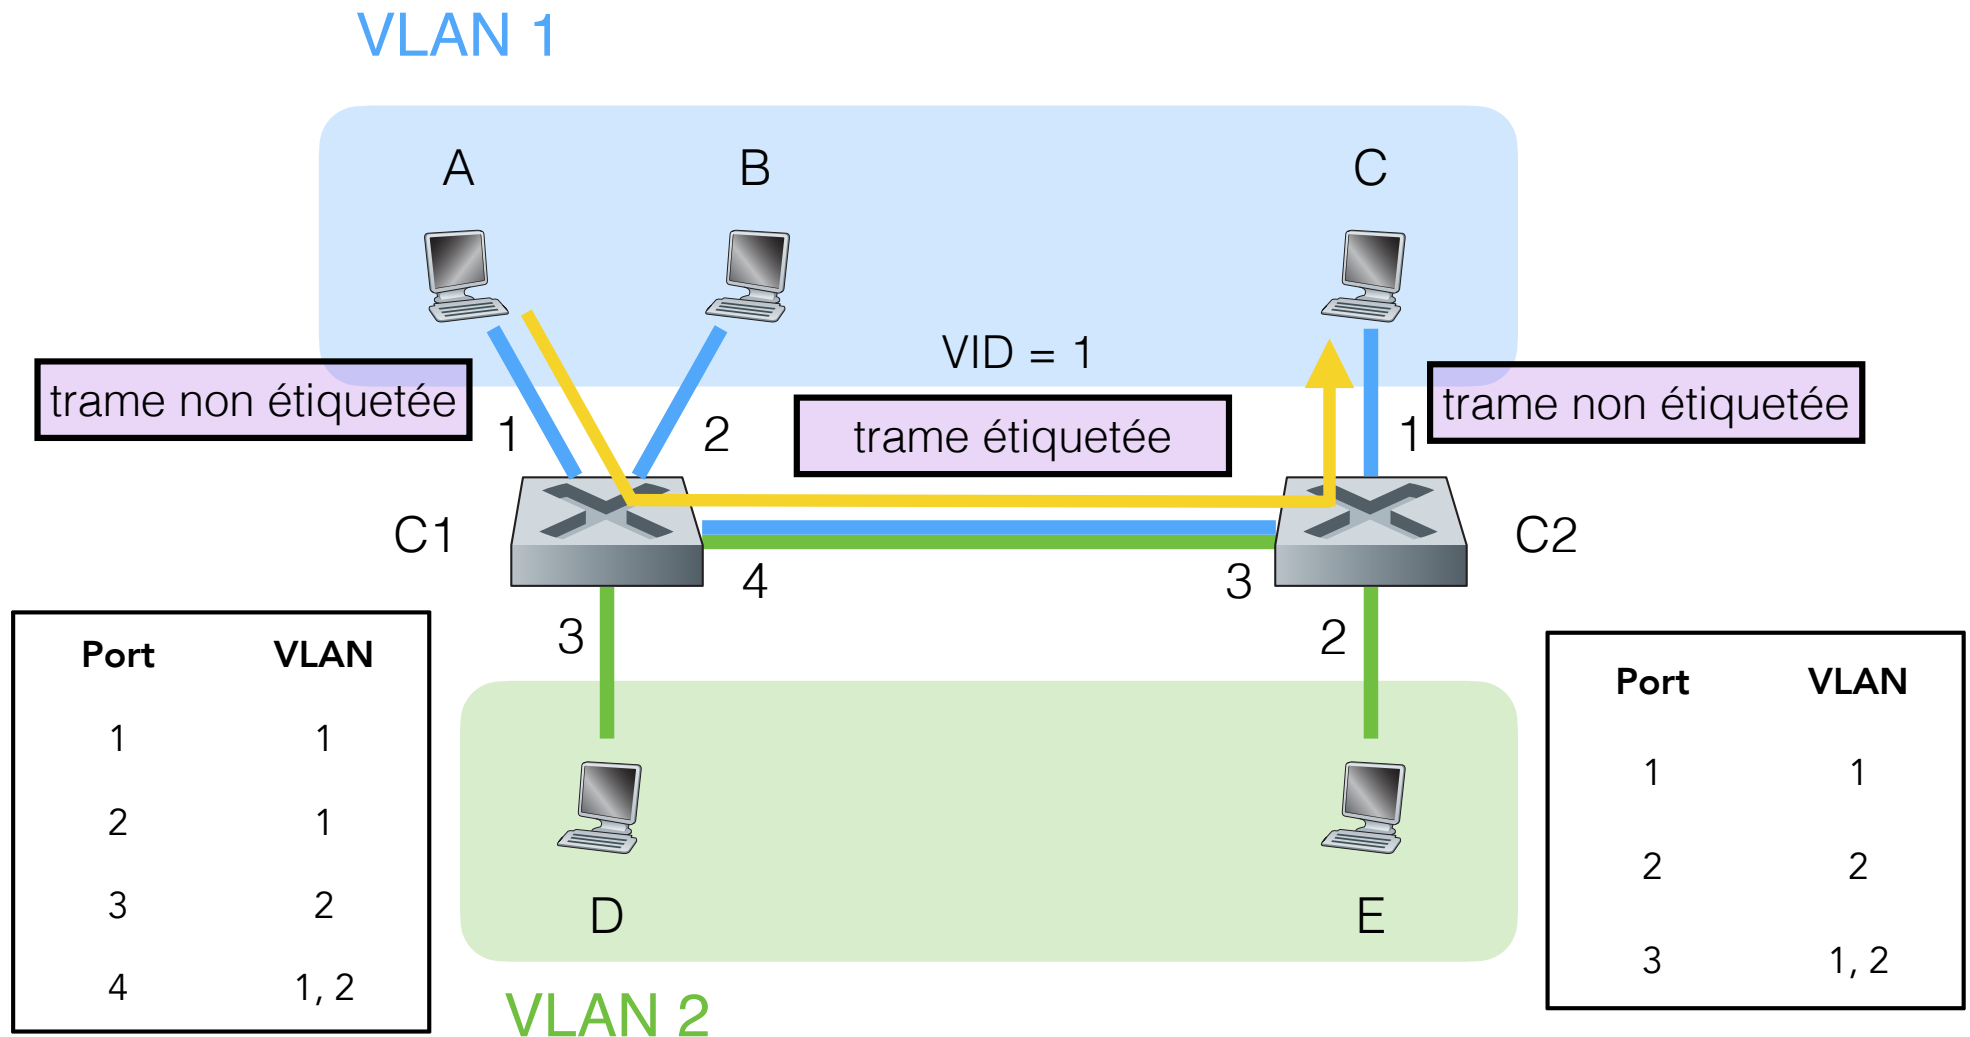 VLAN 1
A
B
C
VID = 1
trame non étiquetée
trame étiquetée
trame non étiquetée
1
2
1
C1
C2
4
3
3
2
Port VLAN
1 1
2 1
3 2
4 1, 2
Port VLAN
1 1
2 2
3 1, 2
D
E
VLAN 2